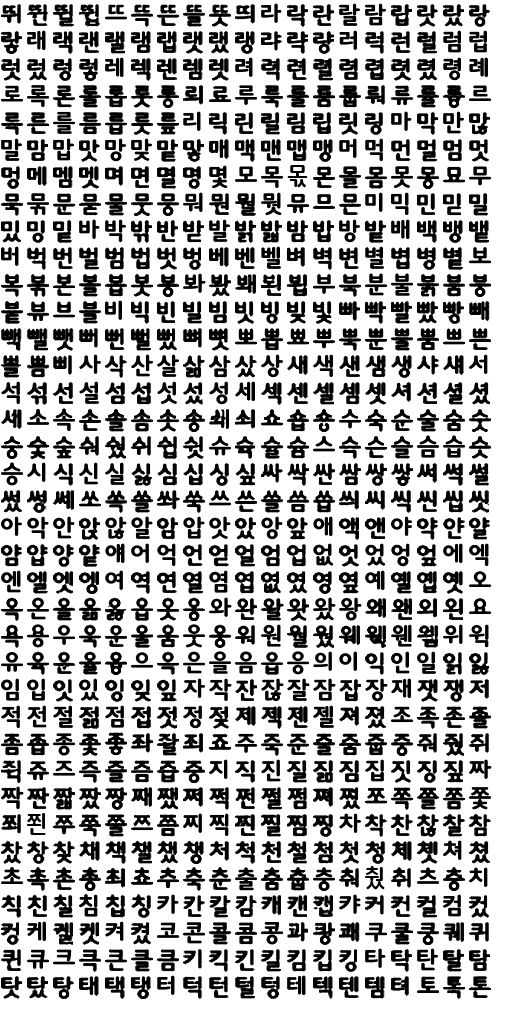 뛰 뛴 뛸 뜁 뜨 뜩 뜬 뜰 뜻 띄 라 락 란 랄 람 랍 랏 랐 랑
랗 래 랙 랜 랠 램 랩 랫 랬 랭 랴 략 량 러 럭 런 럴 럼 럽
럿 렀 렁 렇 레 렉 렌 렘 렛 려 력 련 렬 렴 렵 렷 렸 령 례
로 록 론 롤 롭 롯 롱 뢰 료 루 룩 룰 룸 룹 뤄 류 률 륭 르
륵 른 를 름 릅 릇 릎 리 릭 린 릴 림 립 릿 링 마 막 만 많
말 맘 맙 맛 망 맞 맡 맣 매 맥 맨 맵 맹 머 먹 먼 멀 멈 멋
멍 메 멤 멧 며 면 멸 명 몇 모 목 몫 몬 몰 몸 못 몽 묘 무
묵 묶 문 묻 물 뭇 뭉 뭐 뭔 뭘 뭣 뮤 므 믄 미 믹 민 믿 밀
밌 밍 밑 바 박 밖 반 받 발 밝 밟 밤 밥 방 밭 배 백 뱅 뱉
버 벅 번 벌 범 법 벗 벙 베 벤 벨 벼 벽 변 별 볍 병 볕 보
복 볶 본 볼 봅 봇 봉 봐 봤 봬 뵌 뵙 부 북 분 불 붉 붐 붕
붙 뷰 브 블 비 빅 빈 빌 빔 빗 빙 빚 빛 빠 빡 빨 빴 빵 빼
빽 뺄 뺏 뻐 뻔 뻘 뻤 뼈 뼛 뽀 뽑 뾰 뿌 뿍 뿐 뿔 뿜 쁘 쁜
쁠 쁨 삐 사 삭 산 살 삶 삼 샀 상 새 색 샌 샘 생 샤 섀 서
석 섞 선 설 섬 섭 섯 섰 성 세 섹 센 셀 셈 셋 셔 션 셜 셨
셰 소 속 손 솔 솜 솟 송 쇄 쇠 쇼 숍 숑 수 숙 순 술 숨 숫
숭 숯 숲 숴 쉈 쉬 쉽 쉿 슈 슉 슐 슘 스 슥 슨 슬 슴 습 슷
승 시 식 신 실 싫 심 십 싱 싶 싸 싹 싼 쌈 쌍 쌓 써 썩 썰
썼 썽 쎄 쏘 쏙 쏠 쏴 쑥 쓰 쓴 쓸 씀 씁 씌 씨 씩 씬 씹 씻
아 악 안 앉 않 알 암 압 앗 았 앙 앞 애 액 앤 야 약 얀 얄
얌 얍 양 얕 얘 어 억 언 얻 얼 엄 업 없 엇 었 엉 엎 에 엑
엔 엘 엣 엥 여 역 연 열 염 엽 엾 였 영 옆 예 옐 옙 옛 오
옥 온 올 옮 옳 옵 옷 옹 와 완 왈 왓 왔 왕 왜 왠 외 왼 요
욕 용 우 욱 운 울 움 웃 웅 워 원 월 웠 웨 웩 웬 웹 위 윅
유 육 윤 율 융 으 윽 은 을 음 읍 응 의 이 익 인 일 읽 잃
임 입 잇 있 잉 잊 잎 자 작 잔 잖 잘 잠 잡 장 재 잿 쟁 저
적 전 절 젊 점 접 젓 정 젖 제 젝 젠 젤 져 졌 조 족 존 졸
좀 좁 종 좇 좋 좌 좔 죄 죠 주 죽 준 줄 줌 줍 중 줘 줬 쥐
쥑 쥬 즈 즉 즐 즘 즙 증 지 직 진 질 짊 짐 집 짓 징 짚 짜
짝 짠 짧 짰 짱 째 쨌 쩌 쩍 쩐 쩔 쩜 쪄 쪘 쪼 쪽 쫄 쫌 쫓
쬐 쬔 쭈 쭉 쭐 쯔 쯤 찌 찍 찐 찔 찜 찡 차 착 찬 찮 찰 참
찼 창 찾 채 책 챌 챘 챙 처 척 천 철 첨 첫 청 체 쳇 쳐 쳤
초 촉 촌 총 최 쵸 추 축 춘 출 춤 춥 충 춰 췄 취 츠 층 치
칙 친 칠 침 칩 칭 카 칸 칼 캄 캐 캔 캡 캬 커 컨 컬 컴 컸
컹 케 켈 켓 켜 켰 코 콘 콜 콤 콩 콰 쾅 쾌 쿠 쿨 쿵 퀘 퀴
퀸 큐 크 큭 큰 클 큼 키 킥 킨 킬 킴 킵 킹 타 탁 탄 탈 탐
탓 탔 탕 태 택 탱 터 턱 턴 털 텅 테 텍 텐 템 텨 토 톡 톤